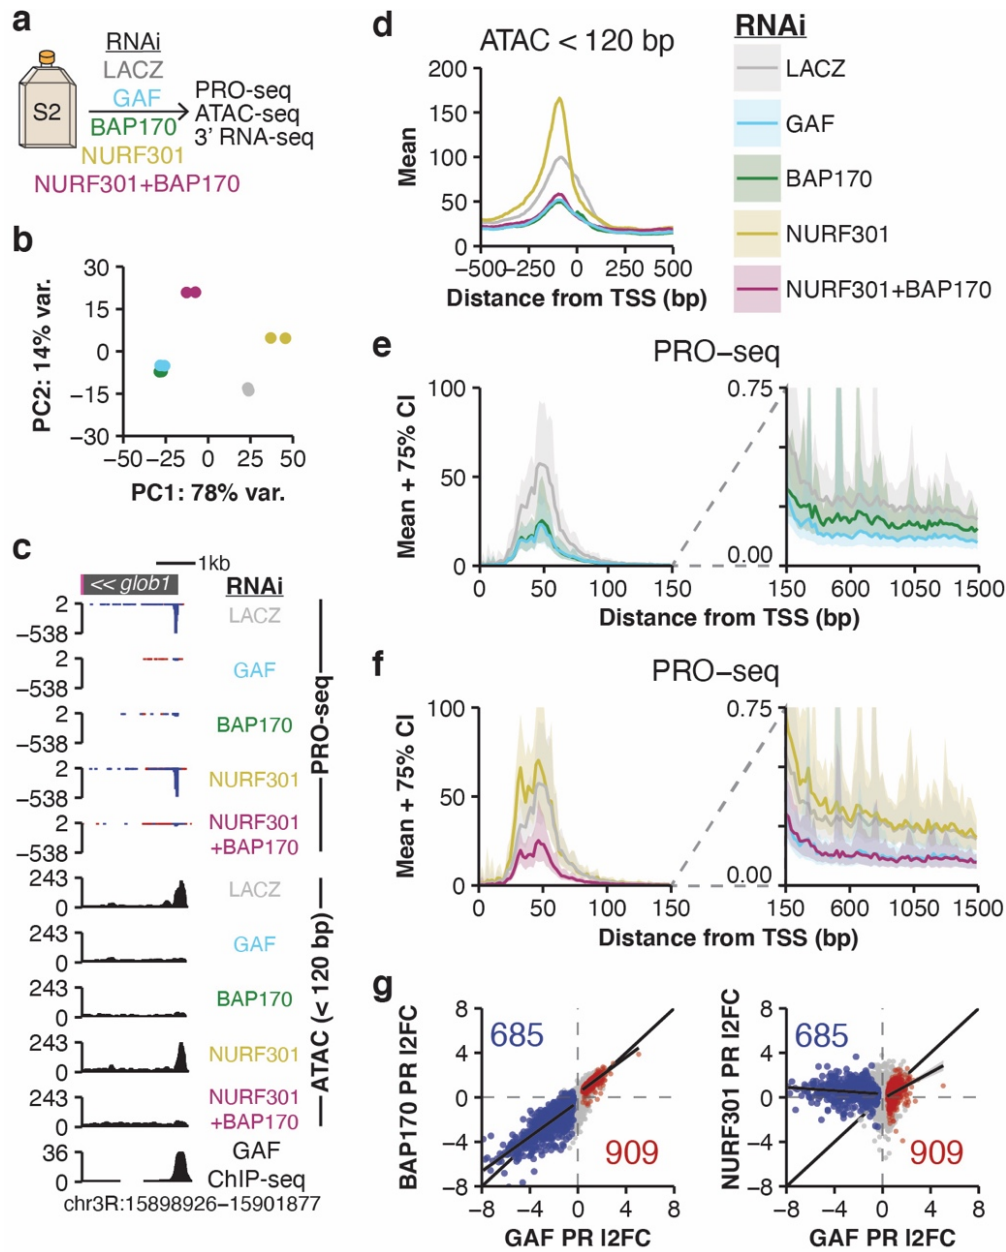 a
RNAi
LACZ
GAF
BAP170
NURF301
NURF301+BAP170
S2
PRO-seq
ATAC-seq
3' RNA-seq
b
PC2: 14% var.
30
15
0
−15
−30
−50 −25 0 25 50
PC1: 78% var.
c
1kb
<< glob1
RNAi
2
−538
LACZ
2
−538
GAF
2
−538
BAP170
2
−538
NURF301
2
−538
NURF301
+BAP170
PRO-seq
243
0
LACZ
243
0
GAF
243
0
BAP170
243
0
NURF301
243
0
NURF301
+BAP170
ATAC (< 120 bp)
36
0
GAF
ChIP-seq
chr3R:15898926−15901877
d
ATAC < 120 bp
Mean
200
150
100
50
0
−500 −250 0 250 500
Distance from TSS (bp)
RNAi
LACZ
GAF
BAP170
NURF301
NURF301+BAP170
e
PRO−seq
Mean + 75% CI
100
50
0
0 50 100 150
0.75
0.00
150 600 1050 1500
Distance from TSS (bp)
f
PRO−seq
Mean + 75% CI
100
50
0
0 50 100 150
0.75
0.00
150 600 1050 1500
Distance from TSS (bp)
g
BAP170 PR l2FC
8
4
0
−4
−8
685
909
−8 −4 0 4 8
GAF PR l2FC
NURF301 PR l2FC
8
4
0
−4
−8
685
909
−8 −4 0 4 8
GAF PR l2FC